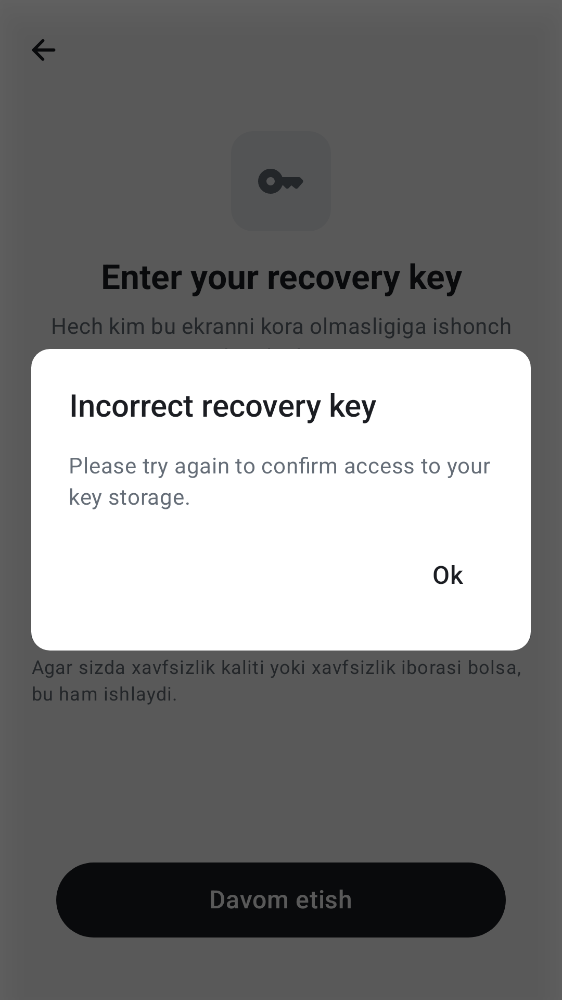 Enter your recovery key
Hech kim bu ekranni kora olmasligiga ishonch
Incorrect recovery key
Please try again to confirm access to your
key storage.
Ok
Agar sizda xavfsizlik kaliti yoki xavfsizlik iborasi bolsa,
bu ham ishlaydi.
Davom etish